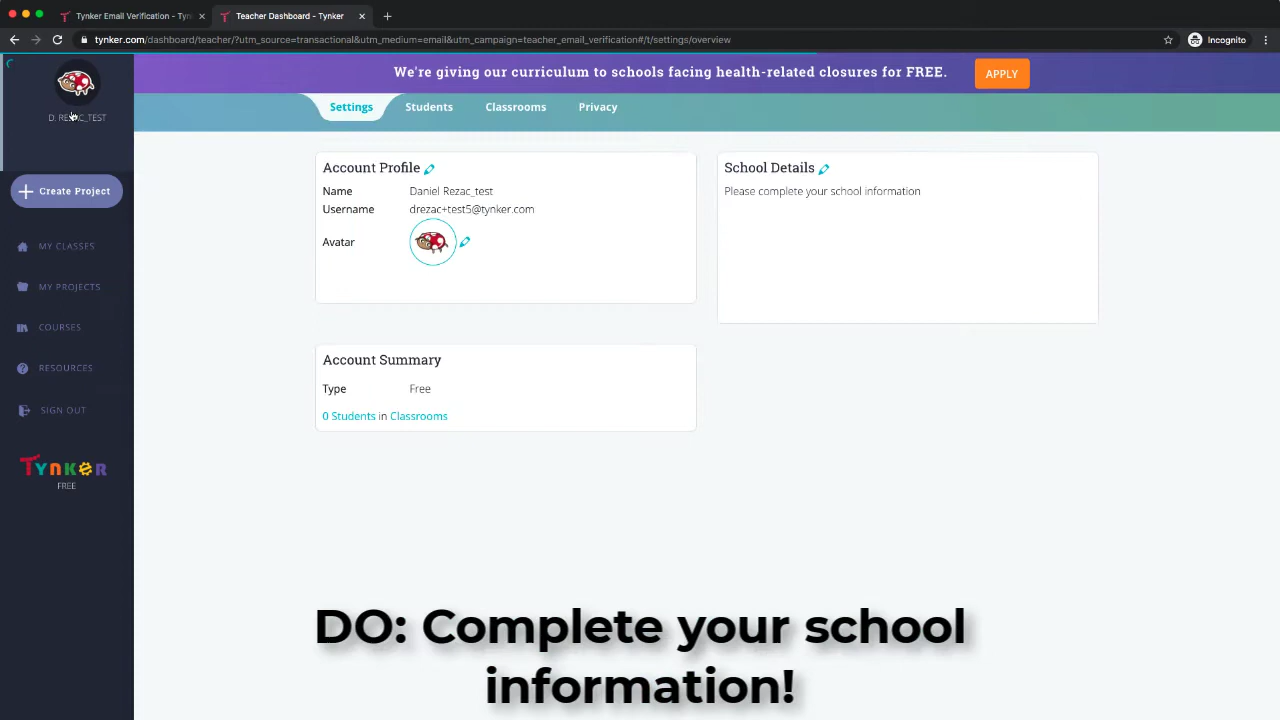 Tynker Email Verification - Tyn
Teacher Dashboard - Tynker
tynker.com/dashboard/teacher/?utm_source=transactional&utm_medium=email&utm_campaign=teacher_email_verification#/t/settings/overview
Incognito
We're giving our curriculum to schools facing health-related closures for FREE.
APPLY
D. REZAC_TEST
Settings
Students
Classrooms
Privacy
Create Project
MY CLASSES
MY PROJECTS
COURSES
RESOURCES
SIGN OUT
TYNKER
FREE
Account Profile
Name Daniel Rezac_test
Username drezac+test5@tynker.com
Avatar
School Details
Please complete your school information
Account Summary
Type Free
0 Students in Classrooms
DO: Complete your school
information!